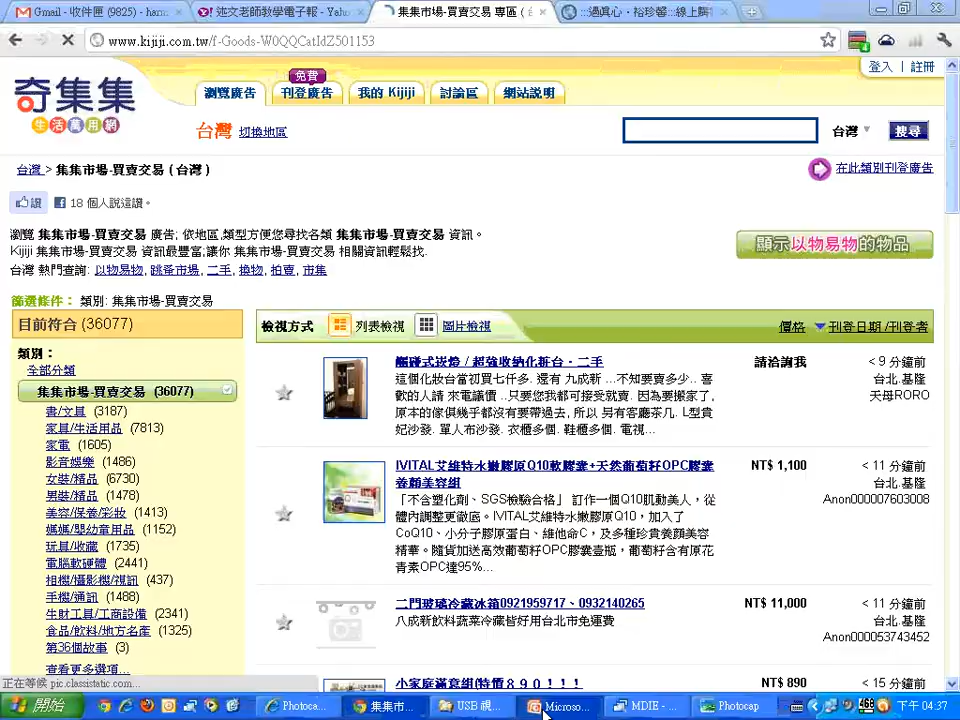 Gmail - 收件匣 (9825) - ham
述文老師教學電子報 - Yaho
集集市場-買賣交易 專區 (
:::過真心‧裕珍馨:::線上購
www.kijiji.com.tw/f-Goods-W0QQCatIdZ501153
登入 | 註冊
奇集集
生活萬用網
免費
瀏覽廣告
刊登廣告
我的 Kijiji
討論區
網站說明
台灣 切換地區
台灣
搜尋
台灣 > 集集市場-買賣交易 ( 台灣 )
在此類別刊登廣告
讚
18 個人說這讚。
瀏覽 集集市場-買賣交易 廣告; 依地區,類型方便您尋找各類 集集市場-買賣交易 資訊。
Kijiji 集集市場-買賣交易 資訊最豐富;讓你 集集市場-買賣交易 相關資訊輕鬆找.
台灣 熱門查詢: 以物易物, 跳蚤市場, 二手, 換物, 拍賣, 市集
顯示以物易物的物品
篩選條件： 類別: 集集市場-買賣交易
目前符合 (36077)
類別：
全部分類
集集市場-買賣交易 (36077)
書/文具 (3187)
家具/生活用品 (7813)
家電 (1605)
影音娛樂 (1486)
女裝/精品 (6730)
男裝/精品 (1478)
美容/保養/彩妝 (1413)
媽媽/嬰幼童用品 (1152)
玩具/收藏 (1735)
電腦軟硬體 (2441)
相機/攝影機/視訊 (437)
手機/通訊 (1488)
生財工具/工商設備 (2341)
食品/飲料/地方名產 (1325)
第36個故事 (3)
查看更多選項...
檢視方式 列表檢視 圖片檢視
價格 刊登日期 /刊登者
觸碰式崁燈 / 超強收納化粧台 - 二手
這個化妝台當初買七仟多. 還有 九成新 ...不知要賣多少.. 喜
歡的人請 來電議價 ..只要您我都可接受就賣. 因為要搬家了,
原本的傢俱幾乎都沒有要帶過去, 所以 另有客廳茶几. L型貴
妃沙發. 單人布沙發. 衣櫃多個. 鞋櫃多個. 電視...
請洽詢我
< 9 分鐘前
台北.基隆
天母RORO
IVITAL艾維特水嫩膠原Q10軟膠囊+天然葡萄籽OPC膠囊
養顏美容組
「不含塑化劑、SGS檢驗合格」 訂作一個Q10肌動美人，從
體內調整更徹底。IVITAL艾維特水嫩膠原Q10，加入了
CoQ10、小分子膠原蛋白、維他命C，及多種珍貴養顏美容
精華。隨貨加送高效葡萄籽OPC膠囊壹瓶，葡萄籽含有原花
青素OPC達95%...
NT$ 1,100
< 11 分鐘前
台北.基隆
Anon000007603008
二門玻璃冷藏冰箱0921959717、0932140265
八成新飲料蔬菜冷藏皆好用台北市免運費
NT$ 11,000
< 11 分鐘前
台北.基隆
Anon000053743452
小家庭滿套組(特價８９０！！！
NT$ 890
< 15 分鐘前
正在等候 pic.classistatic.com...
開始
Photoca...
集集市...
USB 視...
Microso...
MDIE - ...
Photocap
下午 04:37